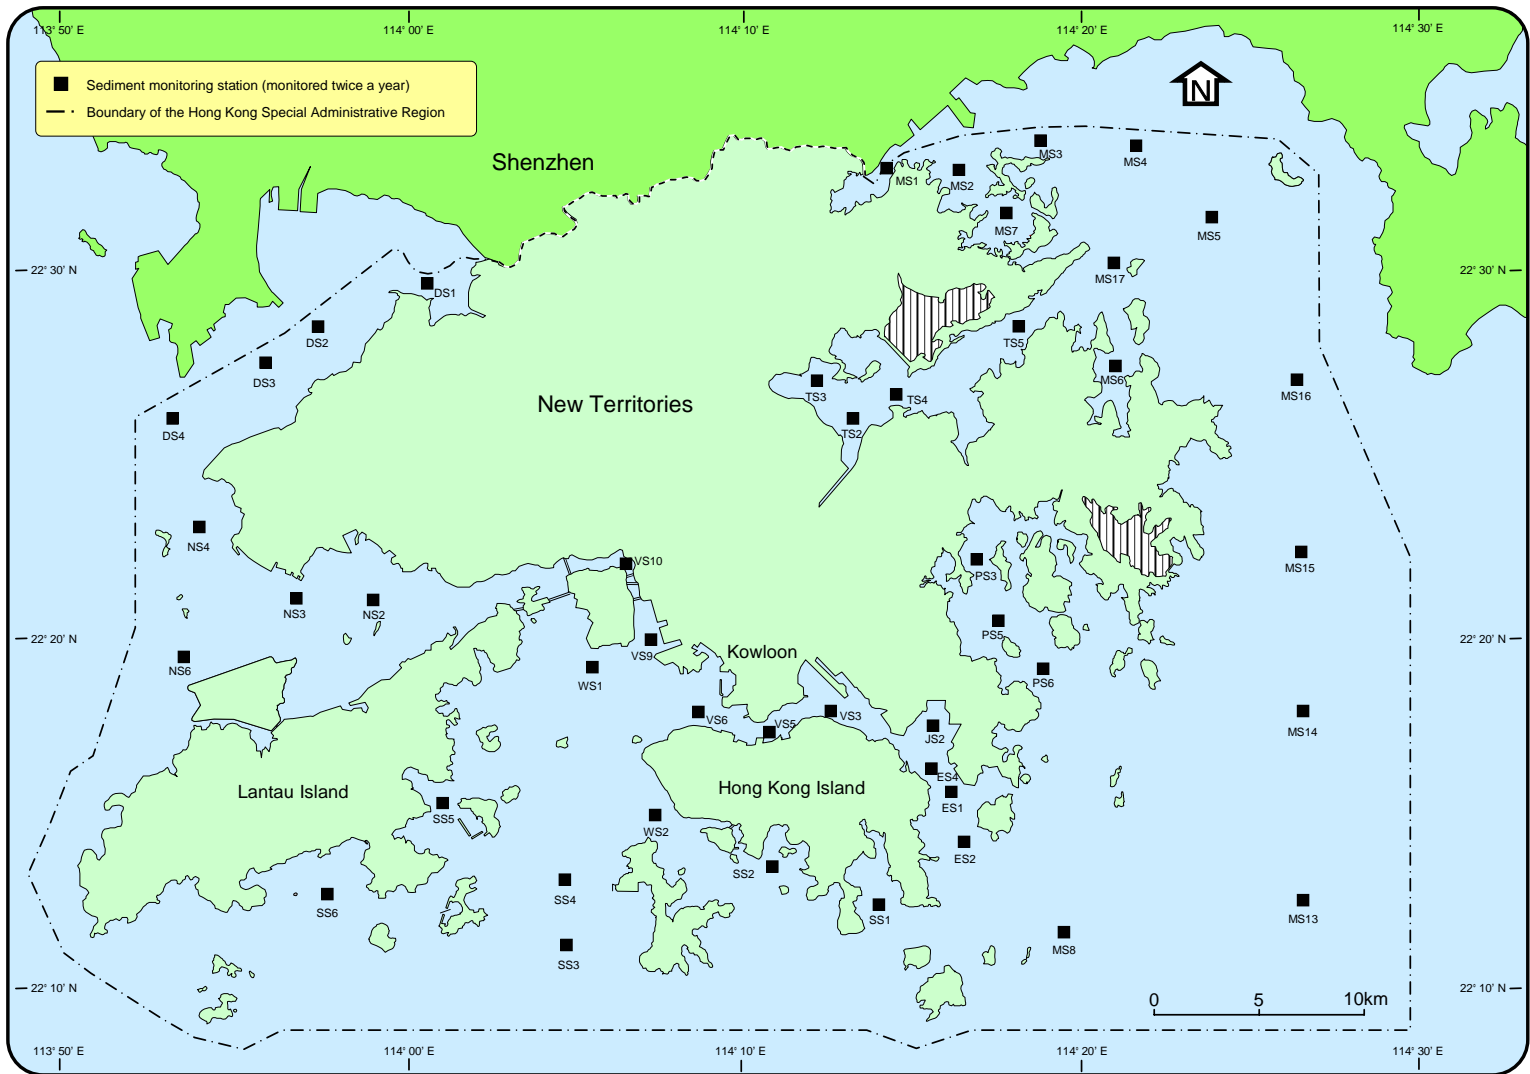 113° 50' E
114° 00' E
114° 10' E
114° 20' E
114° 30' E
Sediment monitoring station (monitored twice a year)
Boundary of the Hong Kong Special Administrative Region
N
Shenzhen
MS3
MS4
MS1
MS2
MS7
MS5
22° 30' N
22° 30' N
MS17
DS1
DS2
TS5
DS3
MS6
TS3
TS4
MS16
New Territories
DS4
TS2
NS4
VS10
PS3
MS15
NS3
NS2
22° 20' N
22° 20' N
PS5
Kowloon
VS9
NS6
WS1
PS6
VS6
VS5
VS3
JS2
MS14
ES4
Lantau Island
Hong Kong Island
ES1
SS5
WS2
ES2
SS2
SS4
SS6
SS1
MS13
MS8
SS3
22° 10' N
22° 10' N
0
5
10km
113° 50' E
114° 00' E
114° 10' E
114° 20' E
114° 30' E